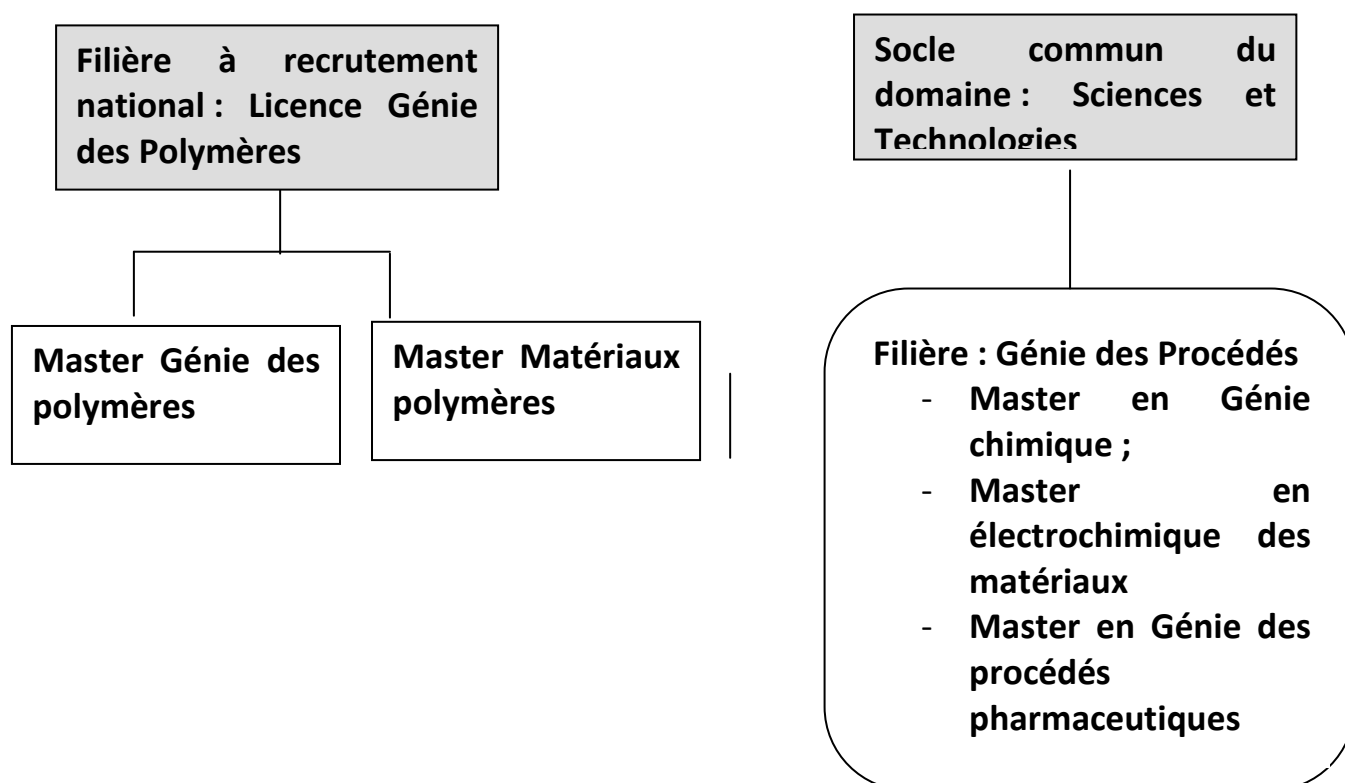 Filière à recrutement
national : Licence Génie
des Polymères
Socle commun du
domaine : Sciences et
Technologies
Master Génie des
polymères
Master Matériaux
polymères
Filière : Génie des Procédés
- Master en Génie
chimique ;
- Master en
électrochimique des
matériaux
- Master en Génie des
procédés
pharmaceutiques